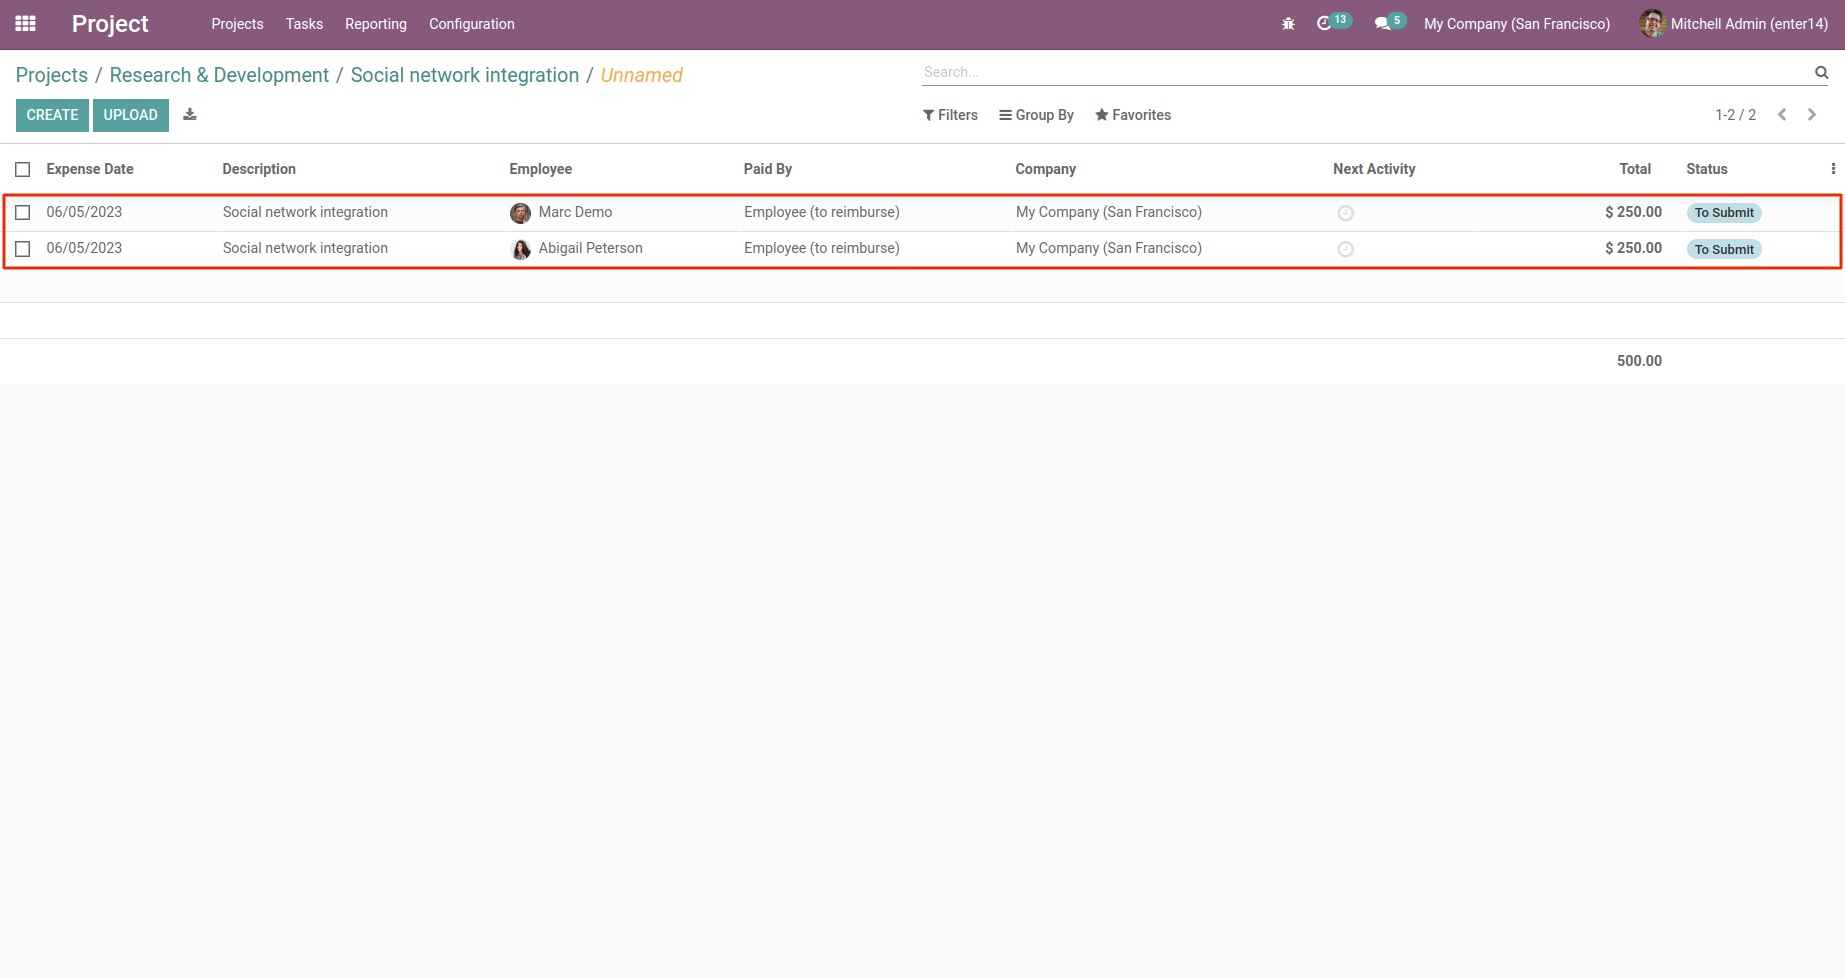 Project Projects Tasks Reporting Configuration 13 5 My Company (San Francisco) Mitchell Admin (enter14)
Projects / Research & Development / Social network integration / Unnamed
Search...
CREATE UPLOAD Filters Group By Favorites 1-2 / 2
Expense Date Description Employee Paid By Company Next Activity Total Status
06/05/2023 Social network integration Marc Demo Employee (to reimburse) My Company (San Francisco) $ 250.00 To Submit
06/05/2023 Social network integration Abigail Peterson Employee (to reimburse) My Company (San Francisco) $ 250.00 To Submit
500.00